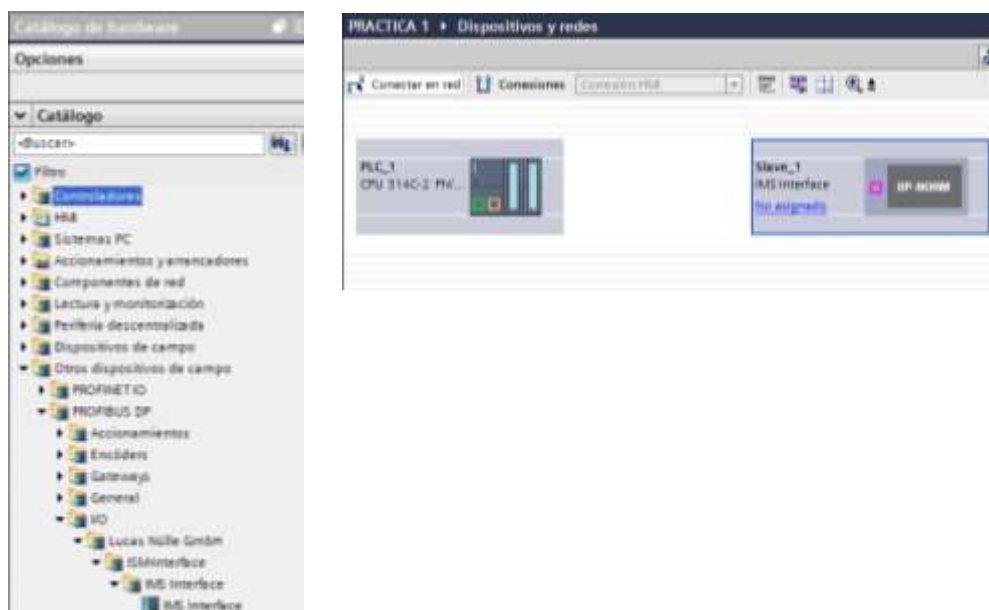 Catálogo de hardware
Opciones
Catálogo
<Buscar>
Filtro
Controladores
HMI
Sistemas PC
Accionamientos y arrancadores
Componentes de red
Lectura y monitorización
Periferia descentralizada
Dispositivos de campo
Otros dispositivos de campo
PROFINET IO
PROFIBUS DP
Accionamientos
Encóders
Gateways
General
I/O
Lucas Nülle GmbH
ISMinterface
IMS Interface
IMS Interface
PRACTICA 1 Dispositivos y redes
Conectar en red Conexiones Conexión HMI
PLC_1
CPU 314C-2 PN/...
Slave_1
IMS Interface
No asignado
DP-NORM